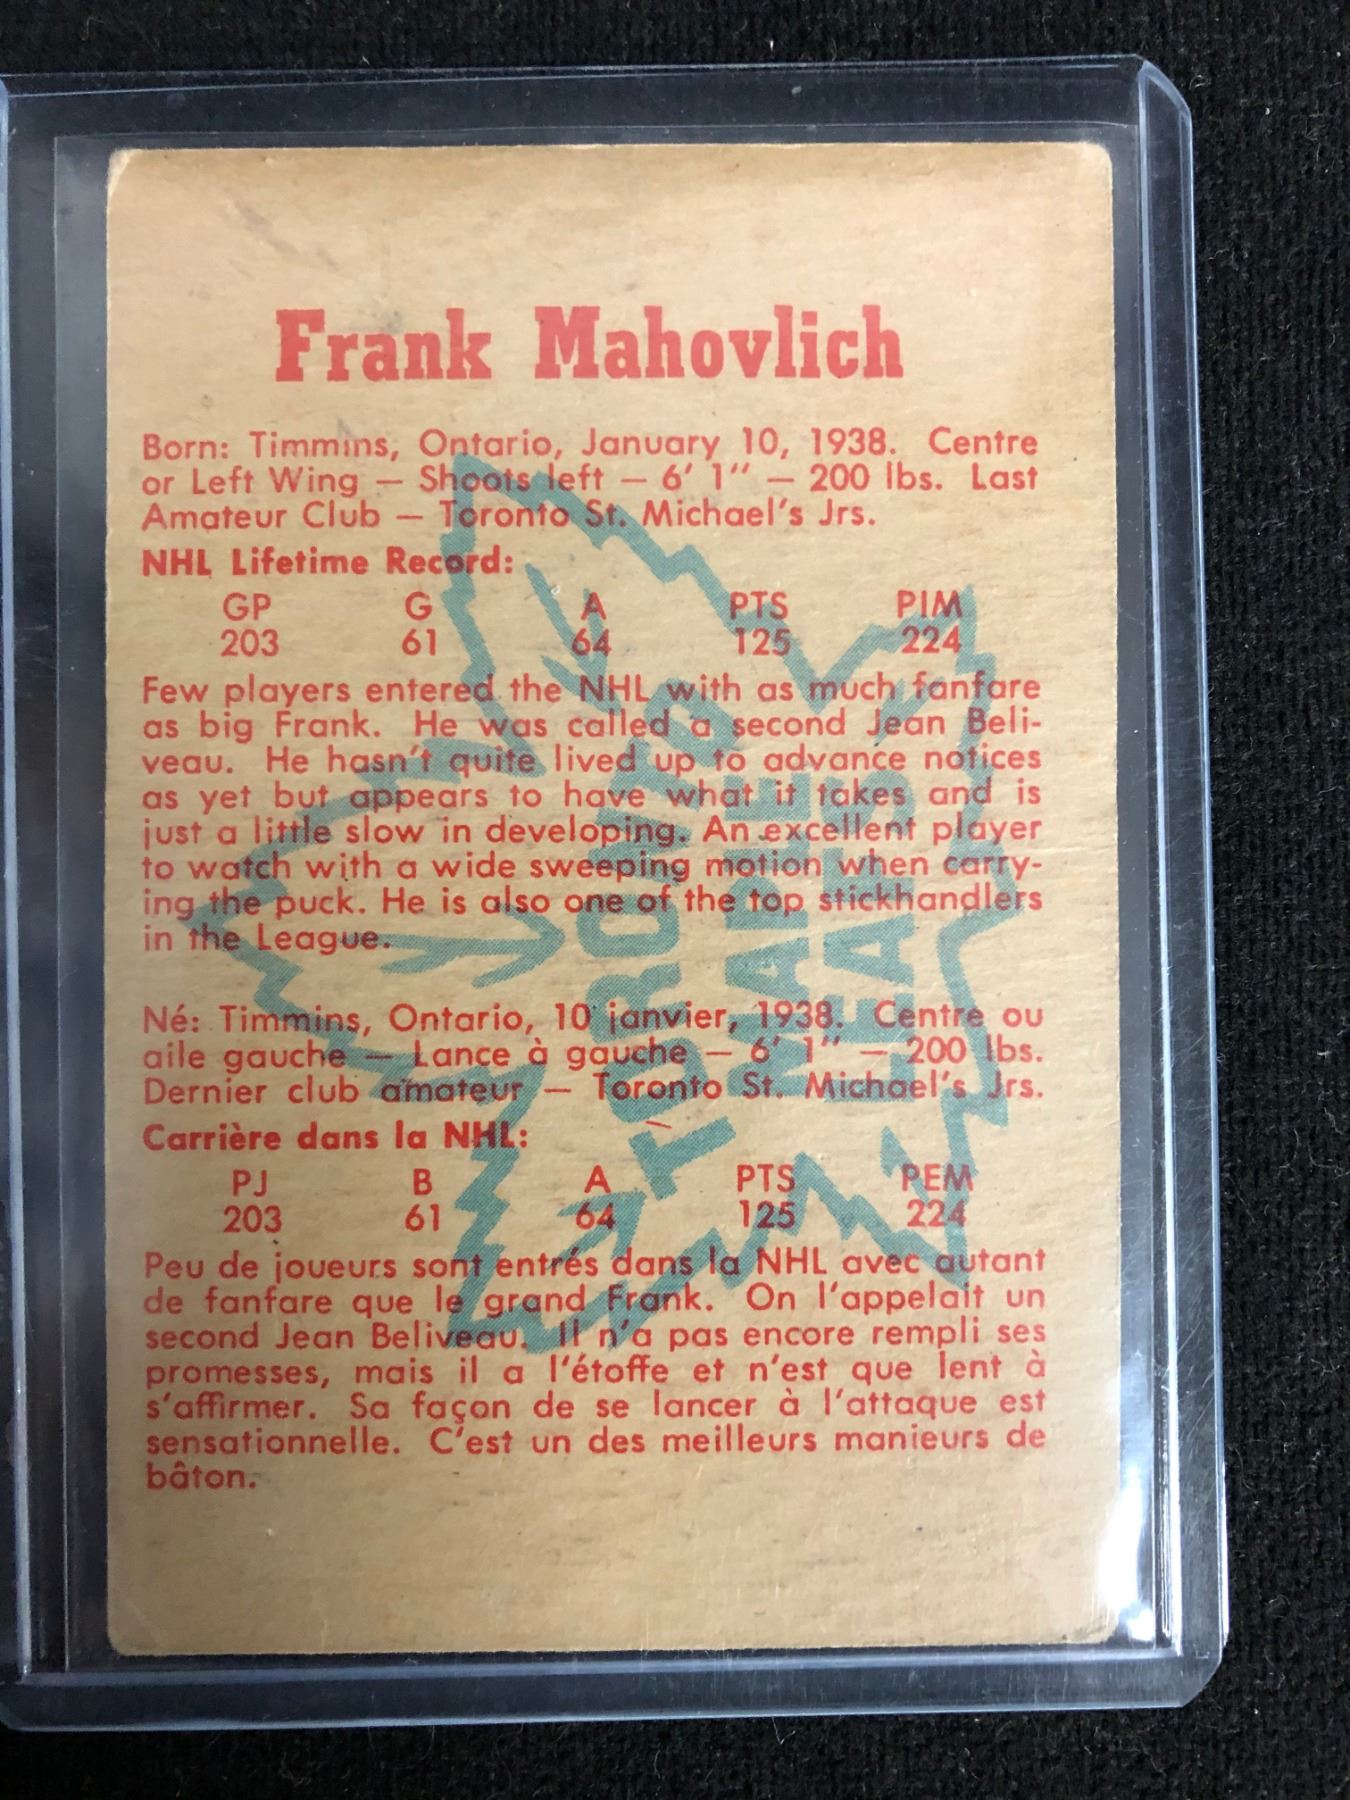 Frank Mahovlich
Born: Timmins, Ontario, January 10, 1938. Centre
or Left Wing — Shoots left — 6' 1" — 200 lbs. Last
Amateur Club — Toronto St. Michael's Jrs.
NHL Lifetime Record:
GP G A PTS PIM
203 61 64 125 224
Few players entered the NHL with as much fanfare
as big Frank. He was called a second Jean Beli-
veau. He hasn't quite lived up to advance notices
as yet but appears to have what it takes and is
just a little slow in developing. An excellent player
to watch with a wide sweeping motion when carry-
ing the puck. He is also one of the top stickhandlers
in the League.
Né: Timmins, Ontario, 10 janvier, 1938. Centre ou
aile gauche — Lance à gauche — 6' 1" — 200 lbs.
Dernier club amateur — Toronto St. Michael's Jrs.
Carrière dans la NHL:
PJ B A PTS PEM
203 61 64 125 224
Peu de joueurs sont entrés dans la NHL avec autant
de fanfare que le grand Frank. On l'appelait un
second Jean Beliveau. Il n'a pas encore rempli ses
promesses, mais il a l'étoffe et n'est que lent à
s'affirmer. Sa façon de se lancer à l'attaque est
sensationnelle. C'est un des meilleurs manieurs de
bâton.
TORONTO
MAPLE
LEAFS